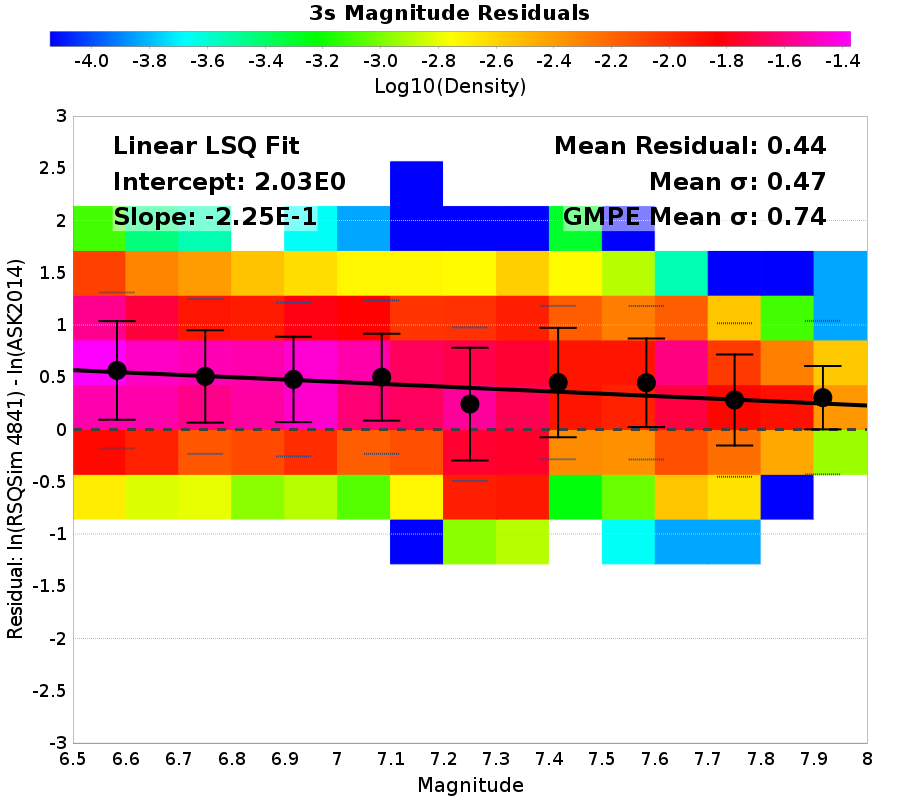 3s Magnitude Residuals
-4.0 -3.8 -3.6 -3.4 -3.2 -3.0 -2.8 -2.6 -2.4 -2.2 -2.0 -1.8 -1.6 -1.4
Log10(Density)
Linear LSQ Fit
Intercept: 2.03E0
Slope: -2.25E-1
Mean Residual: 0.44
Mean σ: 0.47
GMPE Mean σ: 0.74
Residual: ln(RSQSim 4841) - ln(ASK2014)
3
2.5
2
1.5
1
0.5
0
-0.5
-1
-1.5
-2
-2.5
-3
6.5 6.6 6.7 6.8 6.9 7 7.1 7.2 7.3 7.4 7.5 7.6 7.7 7.8 7.9 8
Magnitude